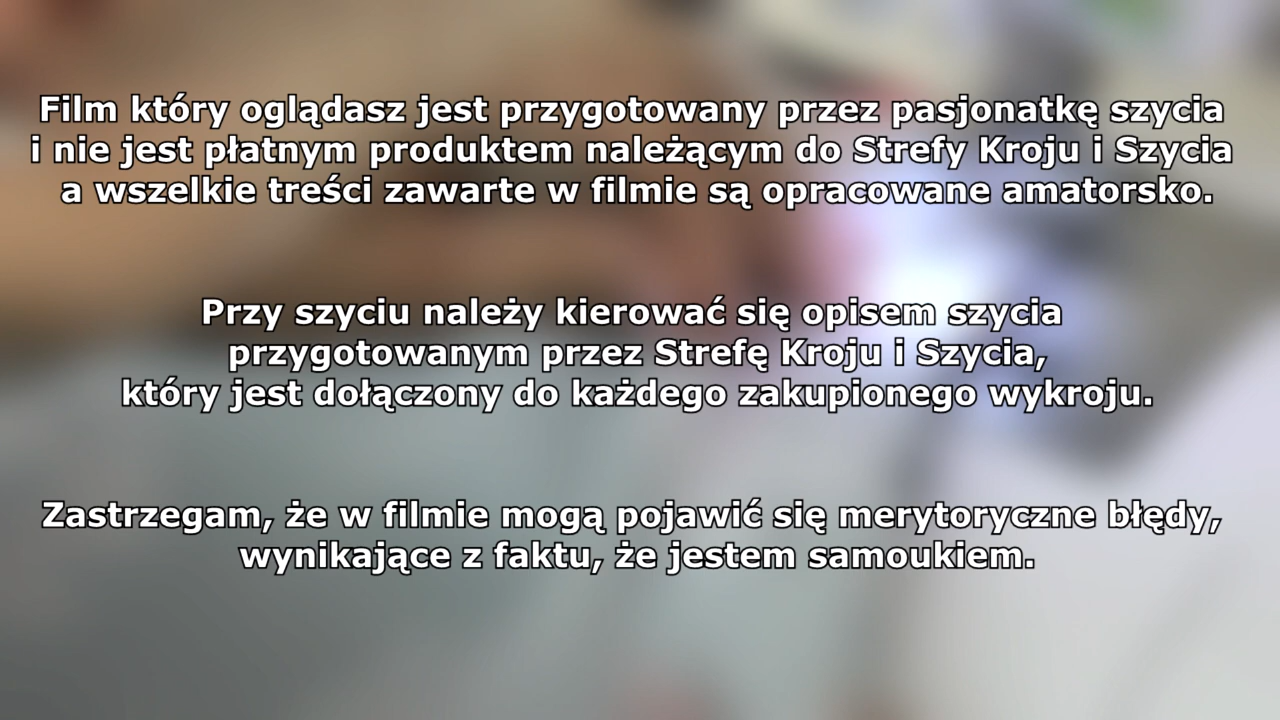 Film który oglądasz jest przygotowany przez pasjonatkę szycia
i nie jest płatnym produktem należącym do Strefy Kroju i Szycia
a wszelkie treści zawarte w filmie są opracowane amatorsko.
Przy szyciu należy kierować się opisem szycia
przygotowanym przez Strefę Kroju i Szycia,
który jest dołączony do każdego zakupionego wykroju.
Zastrzegam, że w filmie mogą pojawić się merytoryczne błędy,
wynikające z faktu, że jestem samoukiem.